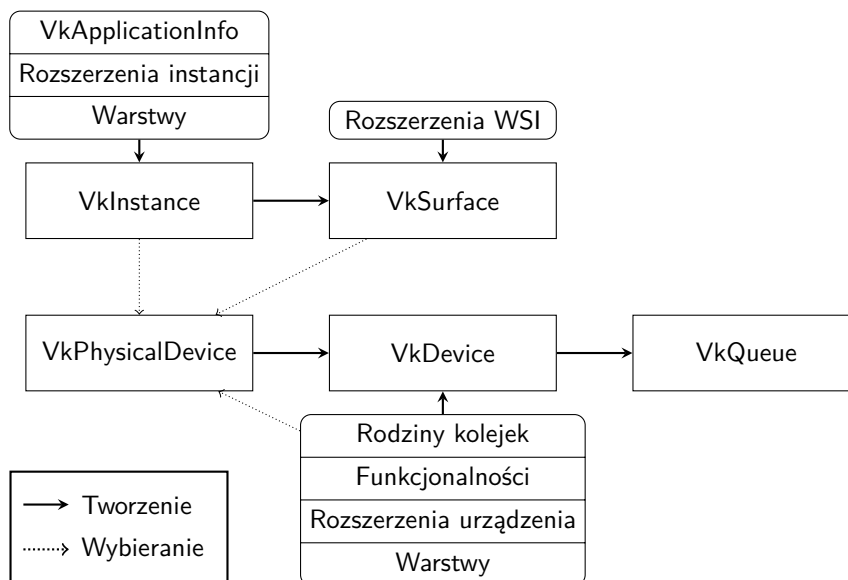 VkApplicationInfo
Rozszerzenia instancji
Warstwy
Rozszerzenia WSI
VkInstance
VkSurface
VkPhysicalDevice
VkDevice
VkQueue
Rodziny kolejek
Funkcjonalności
Rozszerzenia urządzenia
Warstwy
Tworzenie
Wybieranie